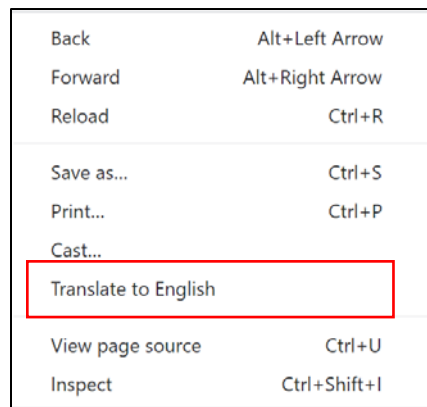 Back Alt+Left Arrow
Forward Alt+Right Arrow
Reload Ctrl+R
Save as... Ctrl+S
Print... Ctrl+P
Cast...
Translate to English
View page source Ctrl+U
Inspect Ctrl+Shift+I